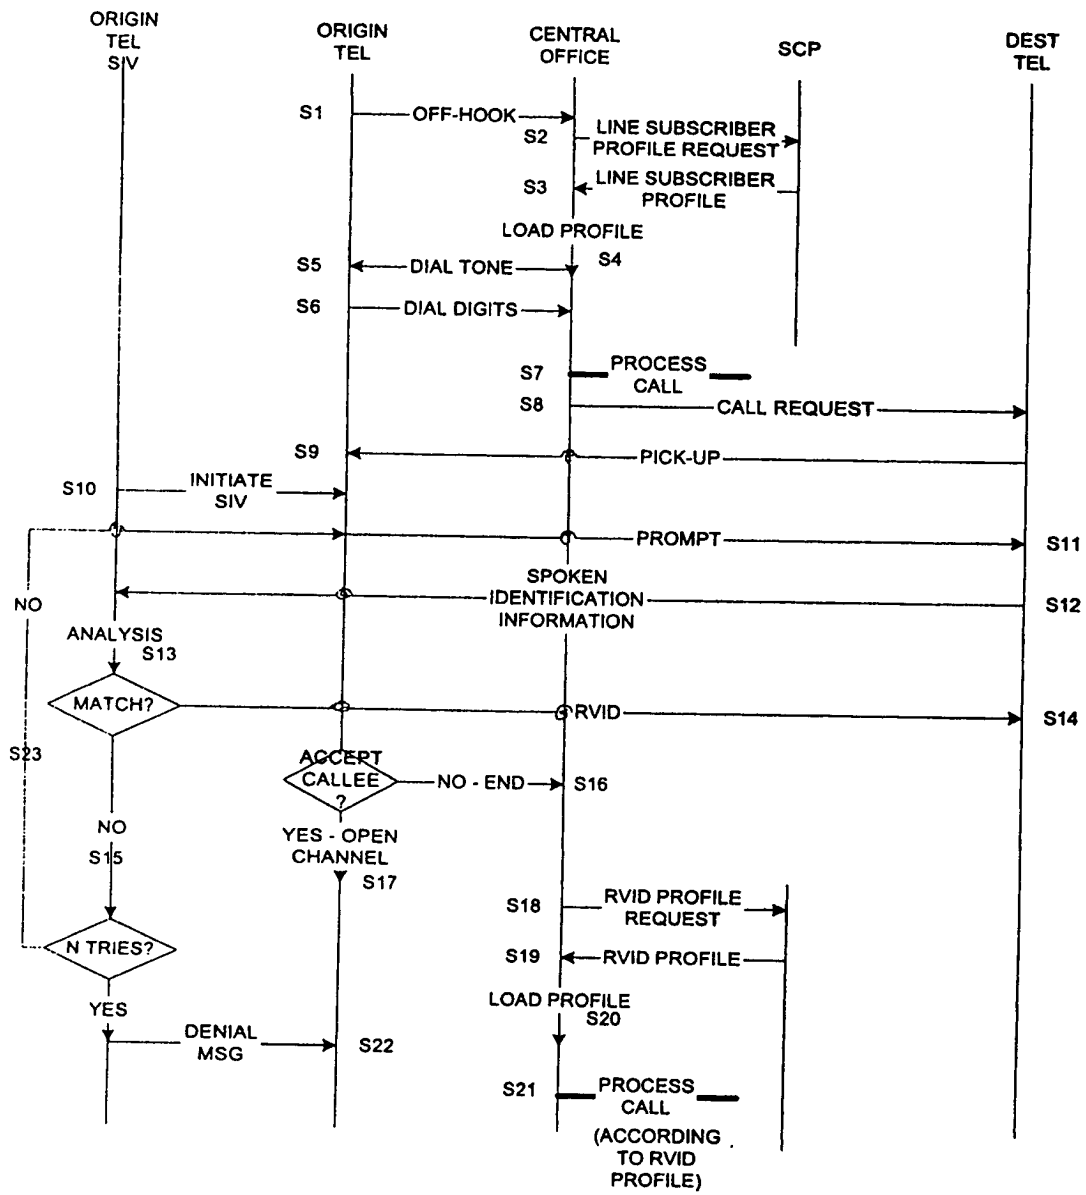 ORIGIN
TEL
SIV
ORIGIN
TEL
CENTRAL
OFFICE
SCP
DEST
TEL
S1
OFF-HOOK
S2
LINE SUBSCRIBER
PROFILE REQUEST
S3
LINE SUBSCRIBER
PROFILE
LOAD PROFILE
S4
S5
DIAL TONE
S6
DIAL DIGITS
S7
PROCESS
CALL
S8
CALL REQUEST
S9
PICK-UP
S10
INITIATE
SIV
PROMPT
S11
SPOKEN
IDENTIFICATION
INFORMATION
S12
NO
ANALYSIS
S13
MATCH?
RVID
S14
S23
ACCEPT
CALLEE
?
NO - END
S16
NO
S15
YES - OPEN
CHANNEL
S17
S18
RVID PROFILE
REQUEST
N TRIES?
S19
RVID PROFILE
YES
LOAD PROFILE
S20
DENIAL
MSG
S22
S21
PROCESS
CALL
(ACCORDING
TO RVID
PROFILE)